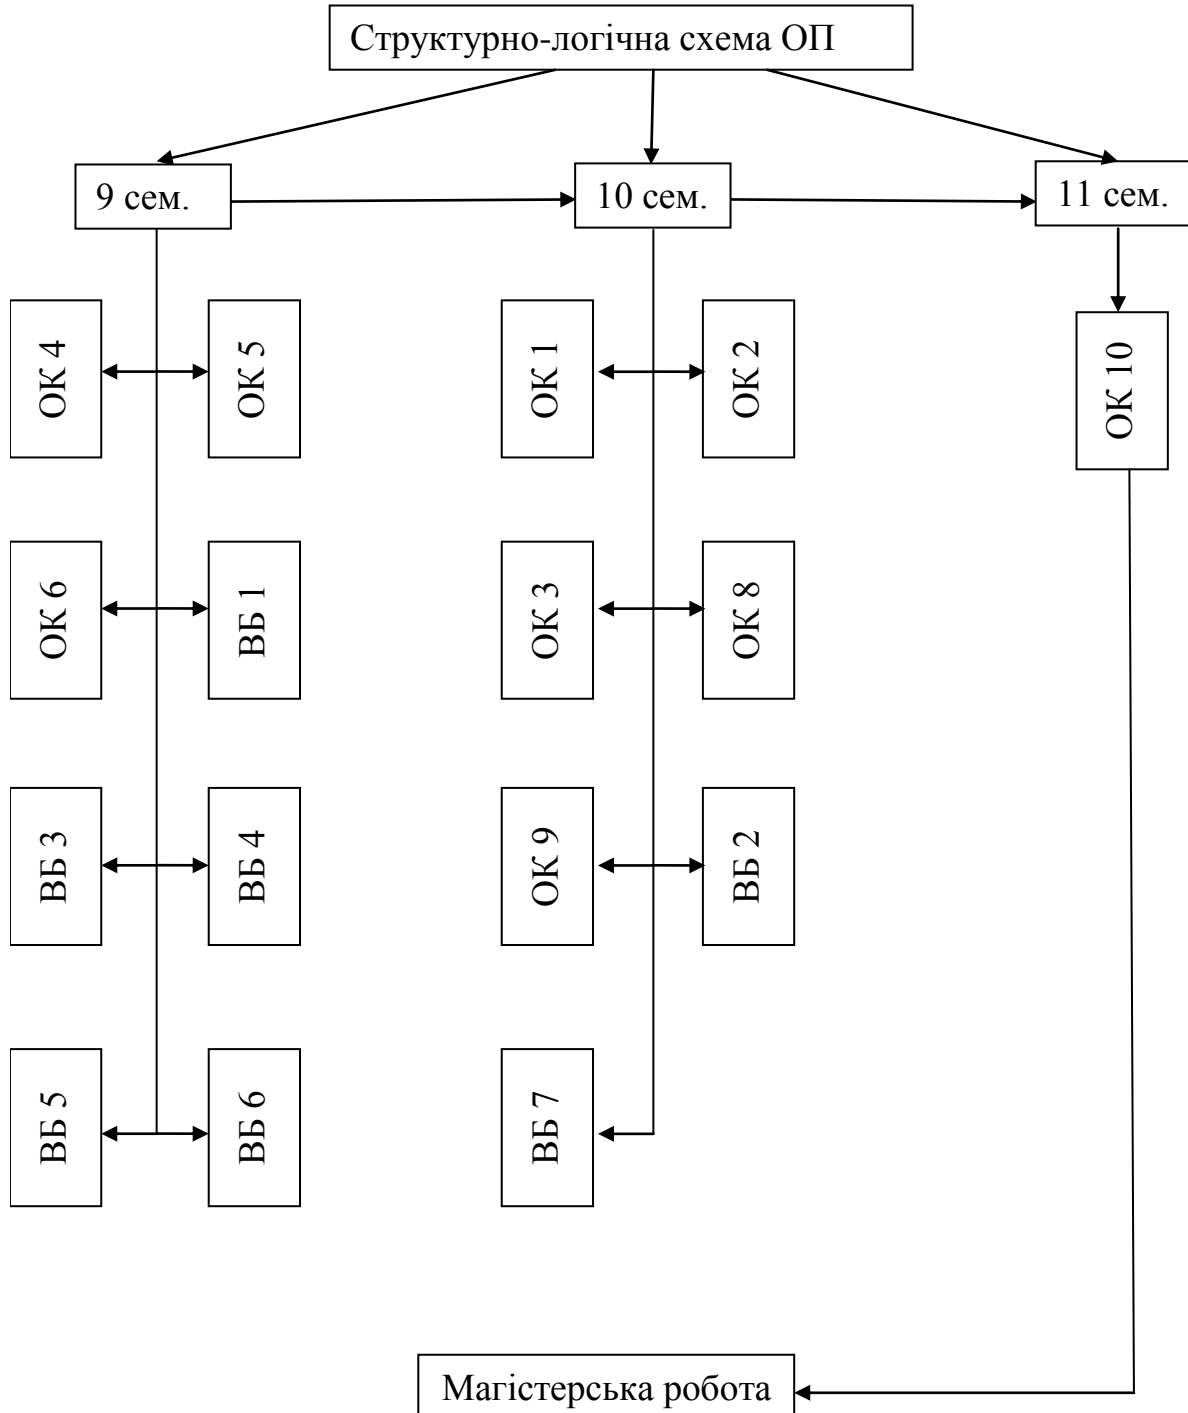 Структурно-логічна схема ОП
9 сем.
10 сем.
11 сем.
ОК 4
ОК 5
ОК 1
ОК 2
ОК 10
ОК 6
ВБ 1
ОК 3
ОК 8
ВБ 3
ВБ 4
ОК 9
ВБ 2
ВБ 5
ВБ 6
ВБ 7
Магістерська робота